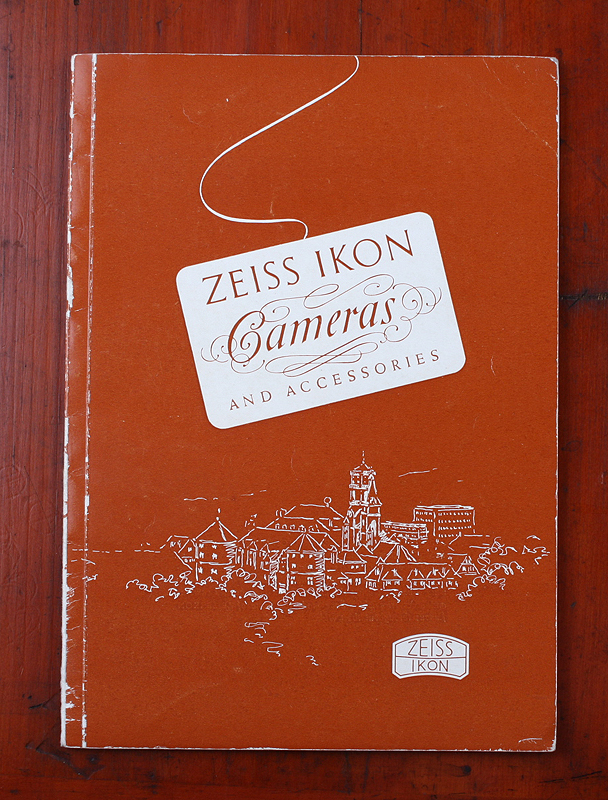 ZEISS IKON
Cameras
AND ACCESSORIES
ZEISS
IKON